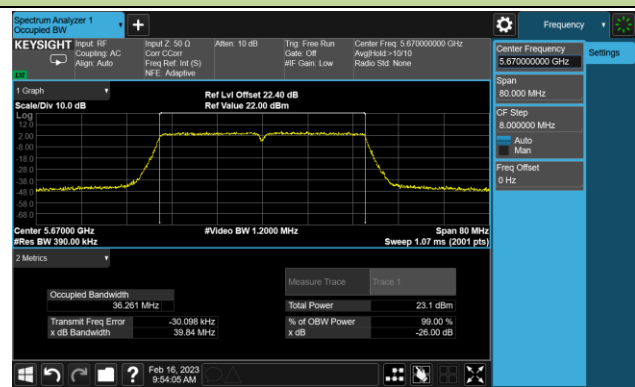 Spectrum Analyzer 1
Occupied BW
Frequency
KEYSIGHT
Input: RF
Coupling: AC
Align: Auto
Input Z: 50 Ω
Corr CCorr
Freq Ref: Int (S)
NFE: Adaptive
Atten: 10 dB
Trig: Free Run
Gate: Off
#IF Gain: Low
Center Freq: 5.670000000 GHz
Avg|Hold:>10/10
Radio Std: None
LXI
Center Frequency
5.670000000 GHz
Settings
Span
80.000 MHz
CF Step
8.000000 MHz
Auto
Man
Freq Offset
0 Hz
1 Graph
Scale/Div 10.0 dB
Ref Lvl Offset 22.40 dB
Ref Value 22.00 dBm
Log
12.0
2.00
-8.00
-18.0
-28.0
-38.0
-48.0
-58.0
-68.0
Center 5.67000 GHz
#Video BW 1.2000 MHz
Span 80 MHz
#Res BW 390.00 kHz
Sweep 1.07 ms (2001 pts)
2 Metrics
Measure Trace
Trace 1
Occupied Bandwidth
36.261 MHz
Total Power
23.1 dBm
Transmit Freq Error
-30.098 kHz
% of OBW Power
99.00 %
x dB Bandwidth
39.84 MHz
x dB
-26.00 dB
Feb 16, 2023
9:54:05 AM